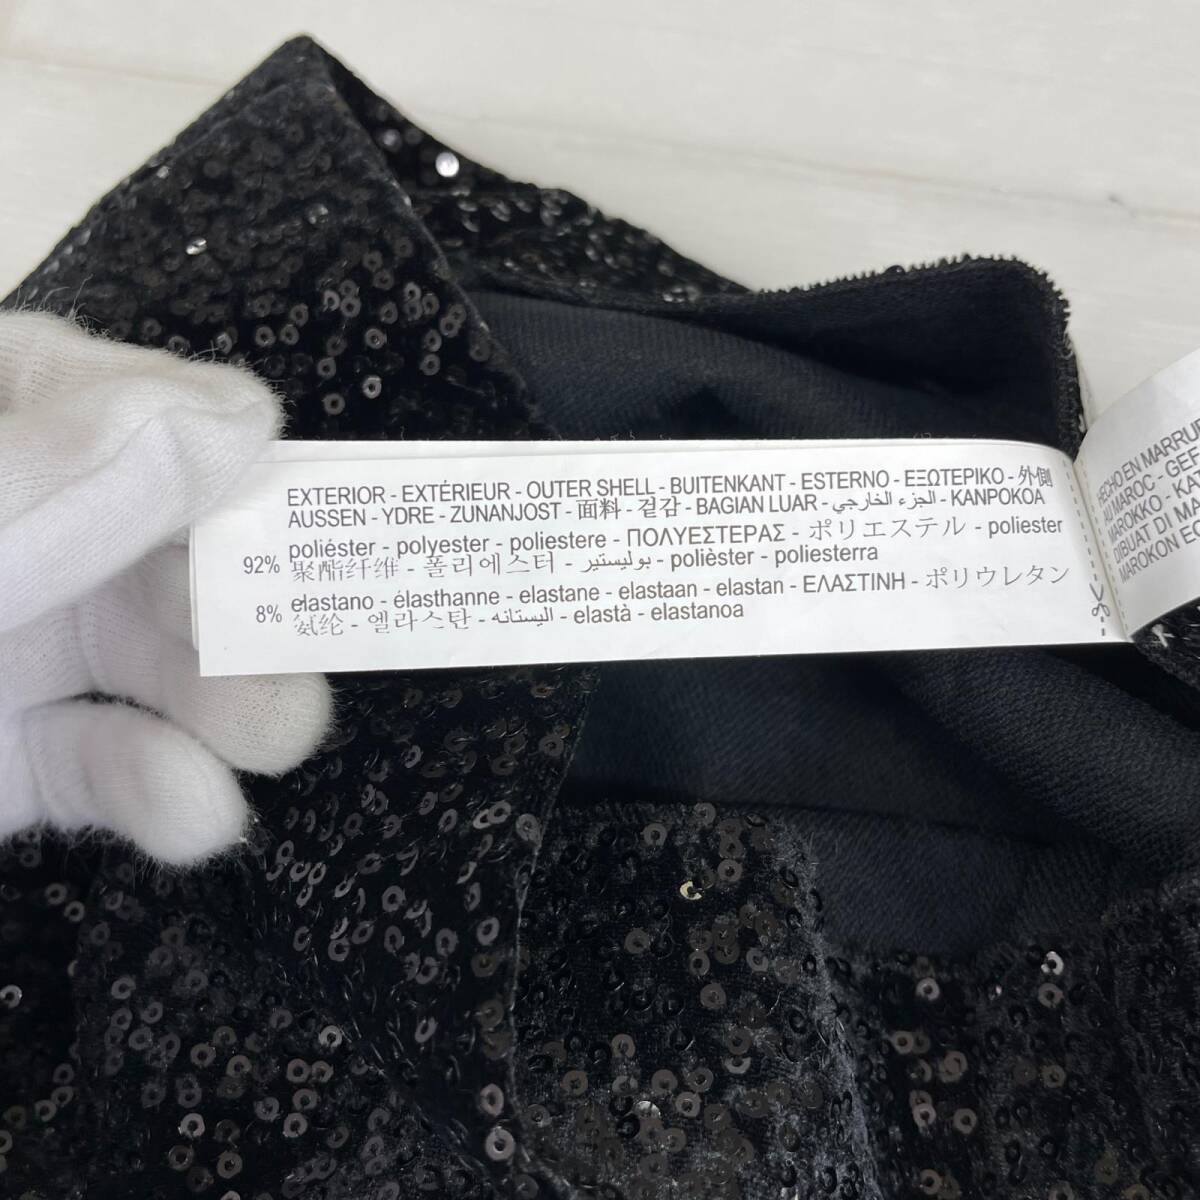 EXTERIOR - EXTÉRIEUR - OUTER SHELL - BUITENKANT - ESTERNO - ΕΞΩΤΕΡΙΚΟ - 外側
AUSSEN - YDRE - ZUNANJOST - 面料 - 겉감 - BAGIAN LUAR - الجزء الخارجي - KANPOKOA
92% poliéster - polyester - poliestere - ΠΟΛΥΕΣΤΕΡΑΣ - ポリエステル - poliester
聚酯纤维 - 폴리에스터 - بوليستير - polièster - poliesterra
8% elastano - élasthanne - elastane - elastaan - elastan - ΕΛΑΣΤΙΝΗ - ポリウレタン
氨纶 - 엘라스탄 - اليستانه - elastà - elastanoa
HECHO EN MARRUE
MAROC - GE
MAROKKO - KA
DIBUAT DI MA
MAROKON EG